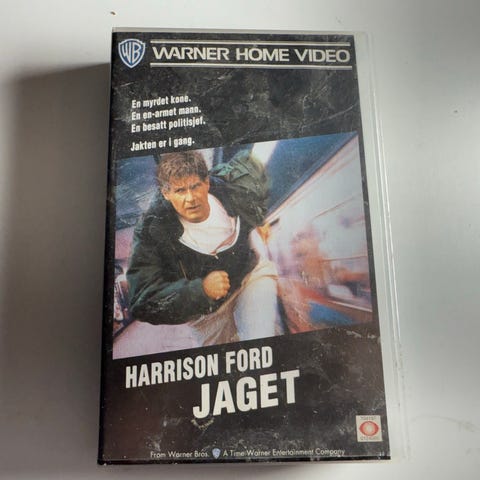 WB
WARNER HOME VIDEO
En myrdet kone.
En en-armet mann.
En besatt politisjef.
Jakten er i gang.
HARRISON FORD
JAGET
From Warner Bros.
A Time Warner Entertainment Company